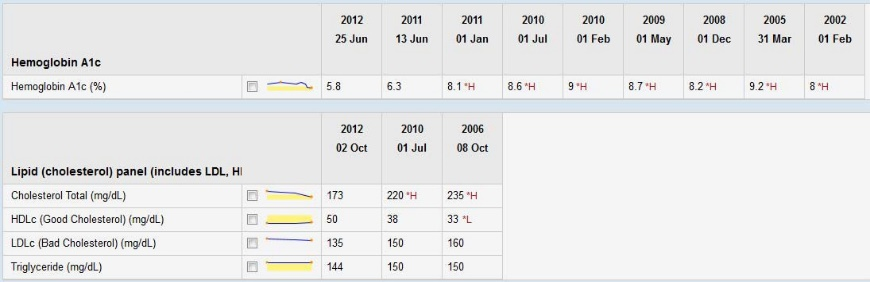 2012 2011 2011 2010 2010 2009 2008 2005 2002
25 Jun 13 Jun 01 Jan 01 Jul 01 Feb 01 May 01 Dec 31 Mar 01 Feb
Hemoglobin A1c
Hemoglobin A1c (%) 5.8 6.3 8.1 *H 8.6 *H 9 *H 8.7 *H 8.2 *H 9.2 *H 8 *H
2012 2010 2006
02 Oct 01 Jul 08 Oct
Lipid (cholesterol) panel (includes LDL, HI
Cholesterol Total (mg/dL) 173 220 *H 235 *H
HDLc (Good Cholesterol) (mg/dL) 50 38 33 *L
LDLc (Bad Cholesterol) (mg/dL) 135 150 160
Triglyceride (mg/dL) 144 150 150